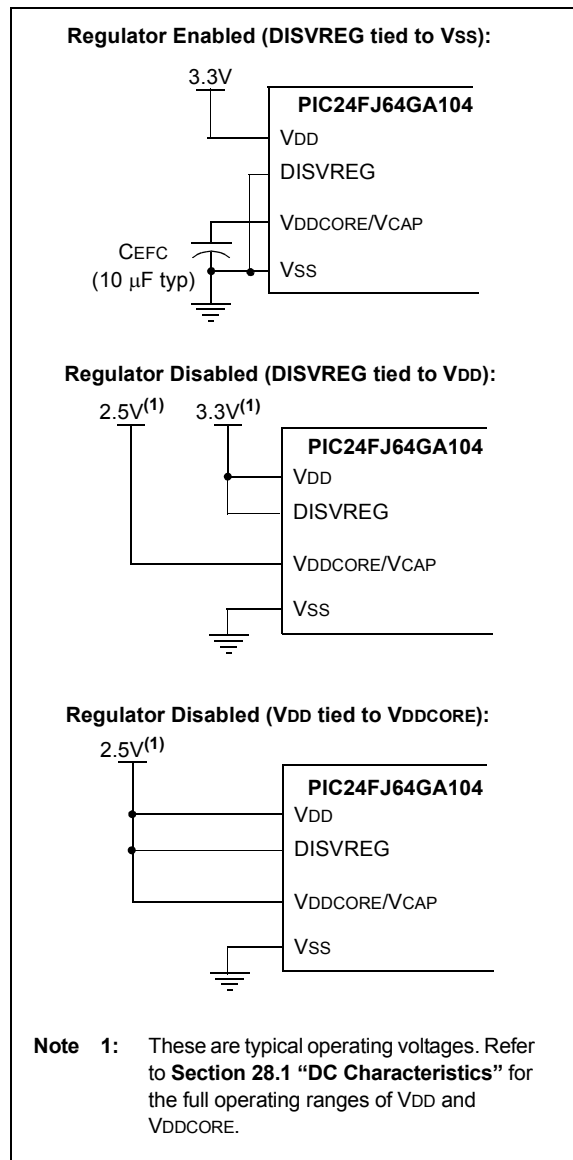 Regulator Enabled (DISVREG tied to VSS):
3.3V
PIC24FJ64GA104
VDD
DISVREG
VDDCORE/VCAP
CEFC
(10 μF typ)
VSS
Regulator Disabled (DISVREG tied to VDD):
2.5V(1) 3.3V(1)
PIC24FJ64GA104
VDD
DISVREG
VDDCORE/VCAP
VSS
Regulator Disabled (VDD tied to VDDCORE):
2.5V(1)
PIC24FJ64GA104
VDD
DISVREG
VDDCORE/VCAP
VSS
Note 1: These are typical operating voltages. Refer
to Section 28.1 “DC Characteristics” for
the full operating ranges of VDD and
VDDCORE.